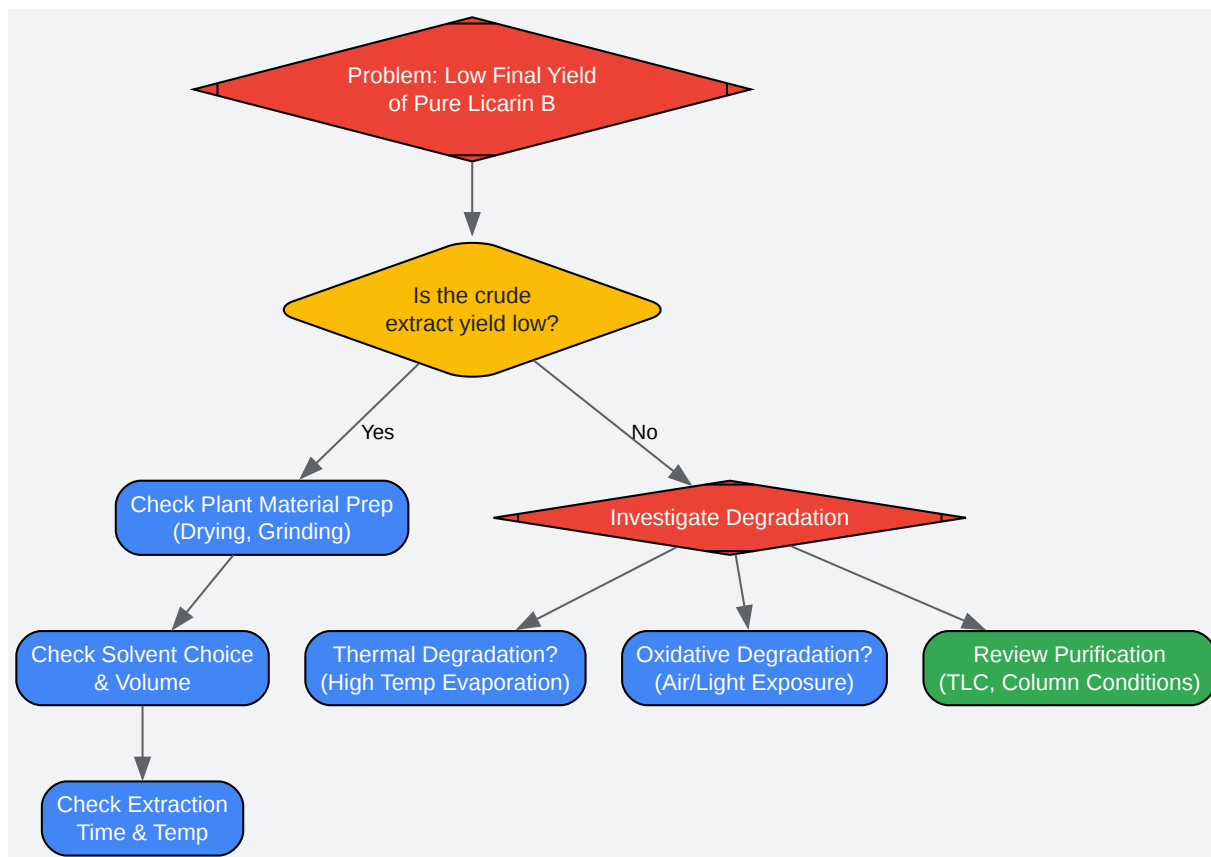 Problem: Low Final Yield
of Pure Licarin B
Is the crude
extract yield low?
Yes
No
Check Plant Material Prep
(Drying, Grinding)
Investigate Degradation
Check Solvent Choice
& Volume
Thermal Degradation?
(High Temp Evaporation)
Oxidative Degradation?
(Air/Light Exposure)
Review Purification
(TLC, Column Conditions)
Check Extraction
Time & Temp